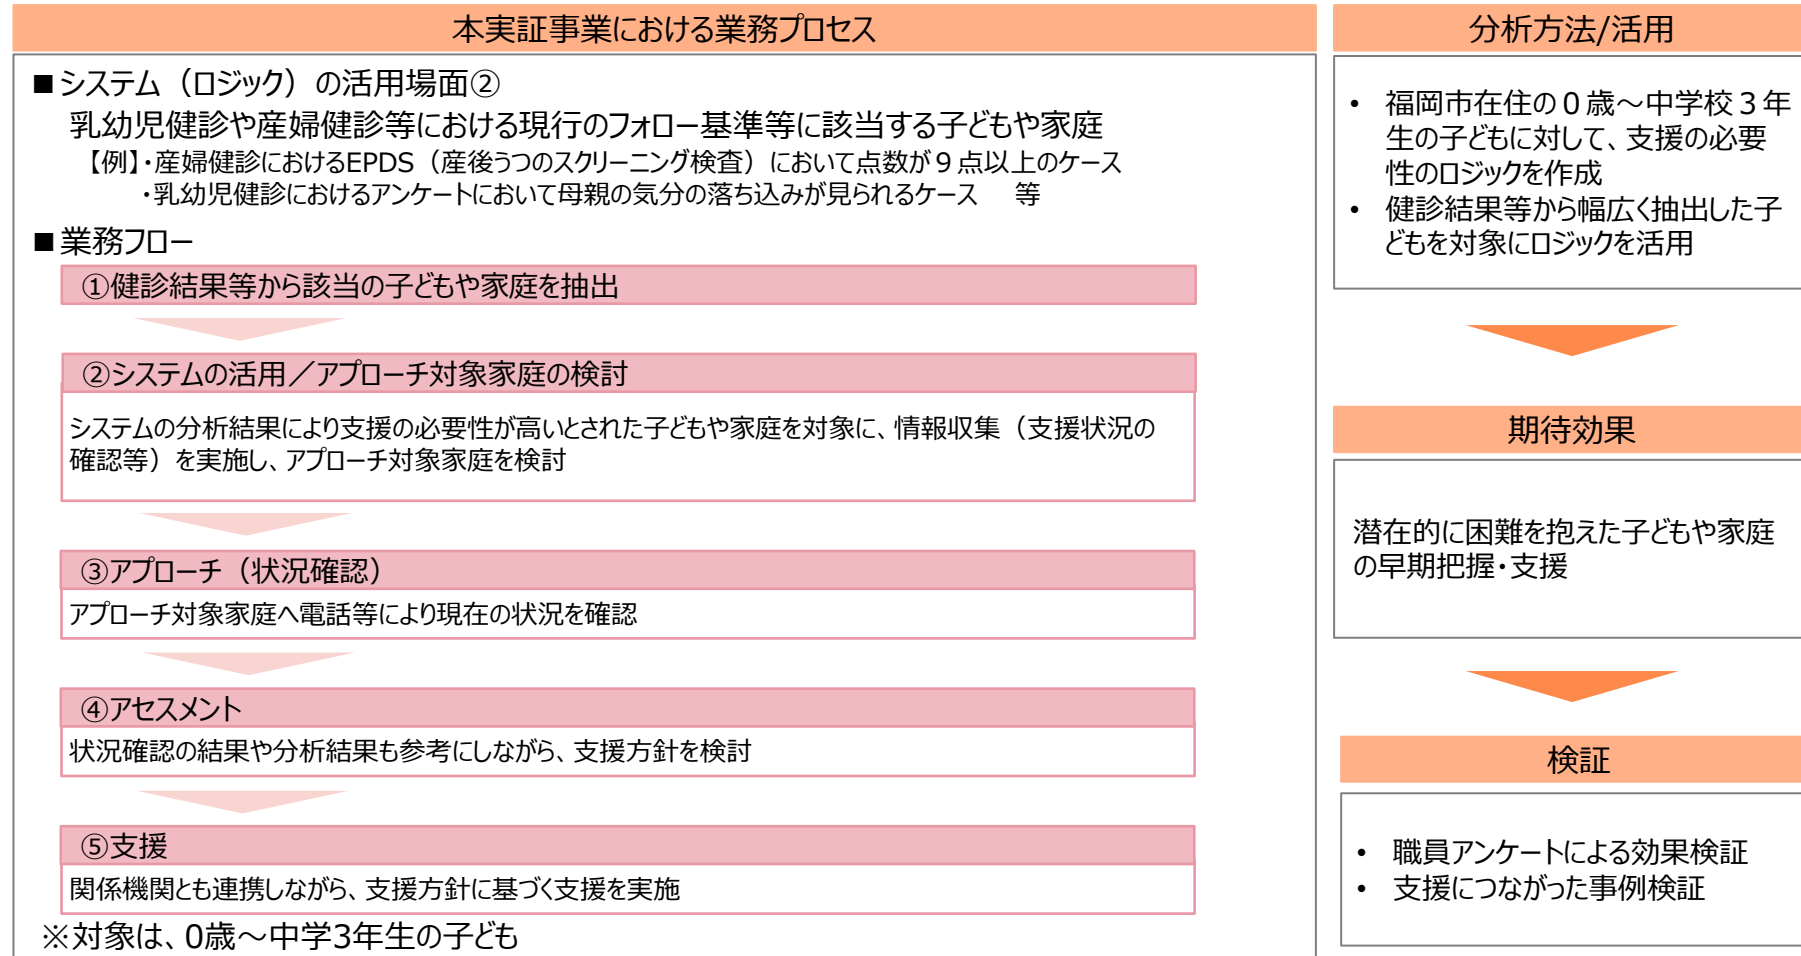 本実証事業における業務プロセス
■システム（ロジック）の活用場面②
乳幼児健診や産婦健診等における現行のフォロー基準等に該当する子どもや家庭
【例】・産婦健診におけるEPDS（産後うつのスクリーニング検査）において点数が９点以上のケース
・乳幼児健診におけるアンケートにおいて母親の気分の落ち込みが見られるケース　等
■業務フロー
①健診結果等から該当の子どもや家庭を抽出
②システムの活用／アプローチ対象家庭の検討
システムの分析結果により支援の必要性が高いとされた子どもや家庭を対象に、情報収集（支援状況の
確認等）を実施し、アプローチ対象家庭を検討
③アプローチ（状況確認）
アプローチ対象家庭へ電話等により現在の状況を確認
④アセスメント
状況確認の結果や分析結果も参考にしながら、支援方針を検討
⑤支援
関係機関とも連携しながら、支援方針に基づく支援を実施
※対象は、0歳～中学3年生の子ども
分析方法/活用
• 福岡市在住の０歳～中学校３年
生の子どもに対して、支援の必要
性のロジックを作成
• 健診結果等から幅広く抽出した子
どもを対象にロジックを活用
期待効果
潜在的に困難を抱えた子どもや家庭
の早期把握・支援
検証
• 職員アンケートによる効果検証
• 支援につながった事例検証